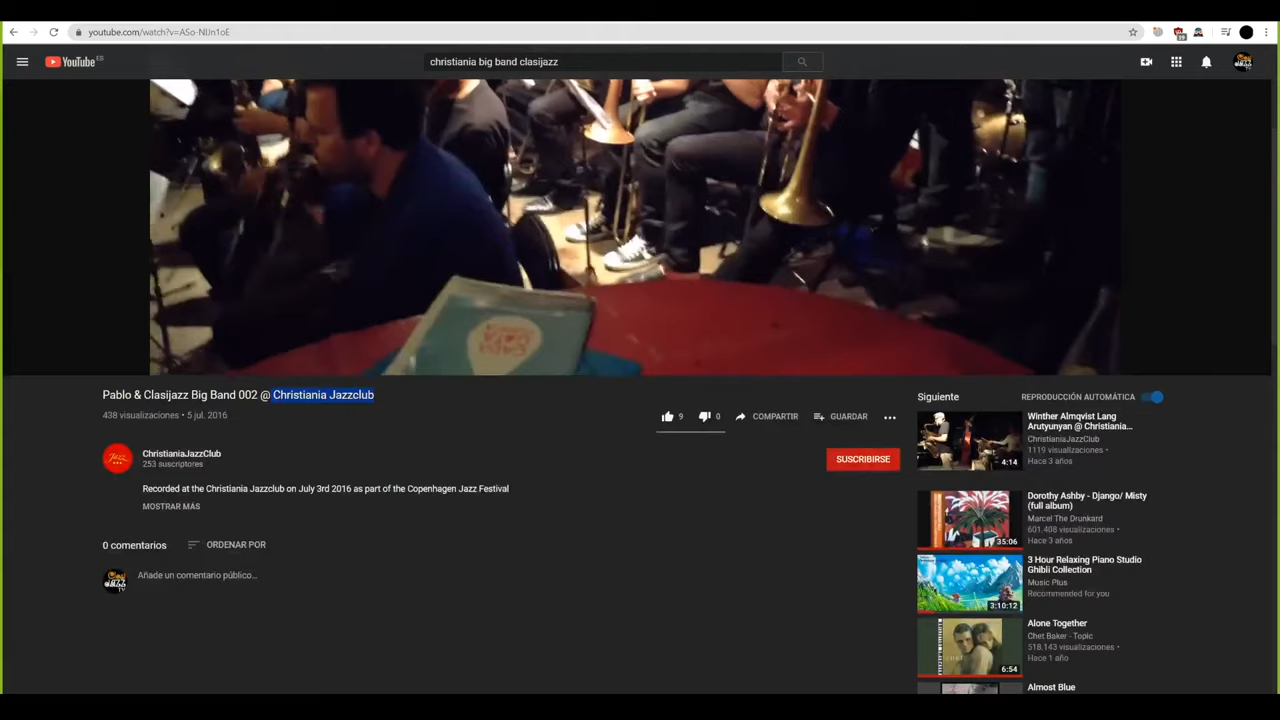 youtube.com/watch?v=ASo-NlJn1oE
YouTube ES
christiania big band clasijazz
Pablo & Clasijazz Big Band 002 @ Christiania Jazzclub
438 visualizaciones • 5 jul. 2016
9
0
COMPARTIR
GUARDAR
ChristianiaJazzClub
253 suscriptores
SUSCRIBIRSE
Recorded at the Christiania Jazzclub on July 3rd 2016 as part of the Copenhagen Jazz Festival
MOSTRAR MÁS
0 comentarios
ORDENAR POR
Añade un comentario público...
Siguiente
REPRODUCCIÓN AUTOMÁTICA
Winther Almqvist Lang
Arutyunyan @ Christiania...
ChristianiaJazzClub
1119 visualizaciones •
Hace 3 años
4:14
Dorothy Ashby - Django/ Misty
(full album)
Marcel The Drunkard
601.408 visualizaciones •
Hace 3 años
35:06
3 Hour Relaxing Piano Studio
Ghibli Collection
Music Plus
Recommended for you
3:10:12
Alone Together
Chet Baker - Topic
518.143 visualizaciones •
Hace 1 año
6:54
Almost Blue